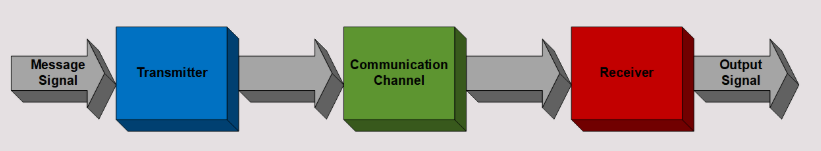 Message
Signal
Transmitter
Communication
Channel
Receiver
Output
Signal